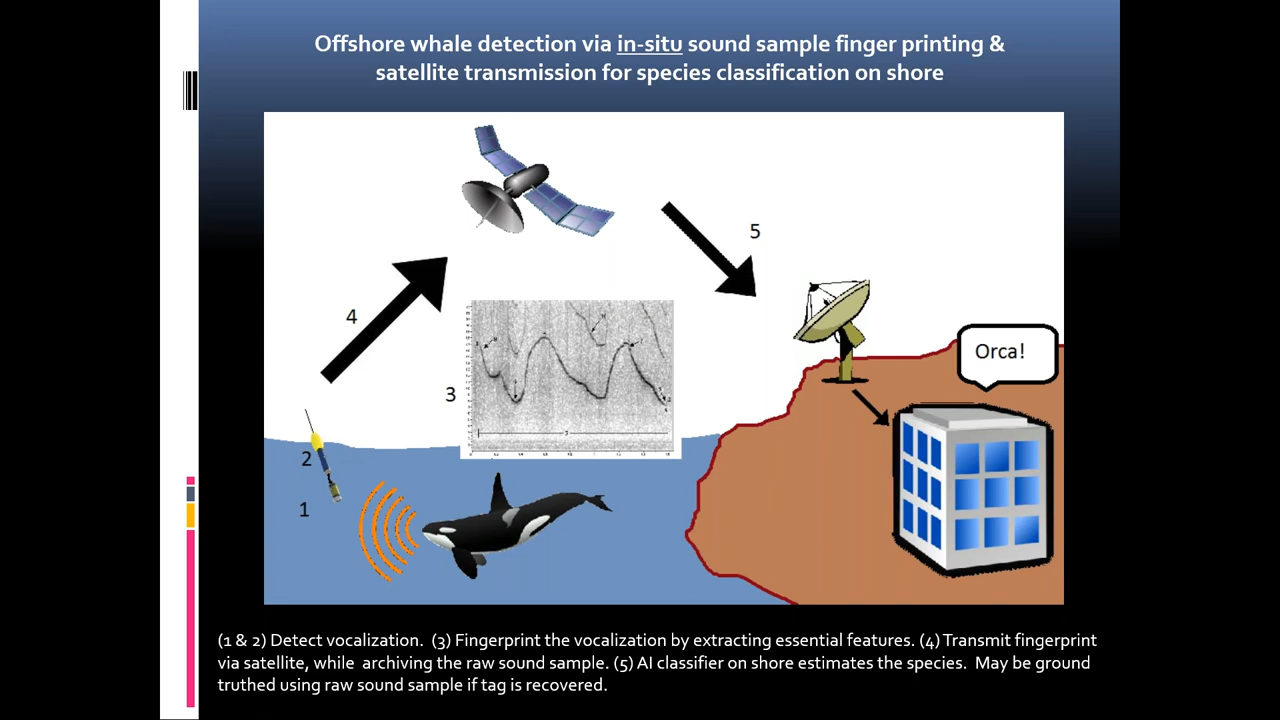 Offshore whale detection via in-situ sound sample finger printing &
satellite transmission for species classification on shore
5
4
Orca!
3
2
1
(1 & 2) Detect vocalization. (3) Fingerprint the vocalization by extracting essential features. (4) Transmit fingerprint
via satellite, while archiving the raw sound sample. (5) AI classifier on shore estimates the species. May be ground
truthed using raw sound sample if tag is recovered.